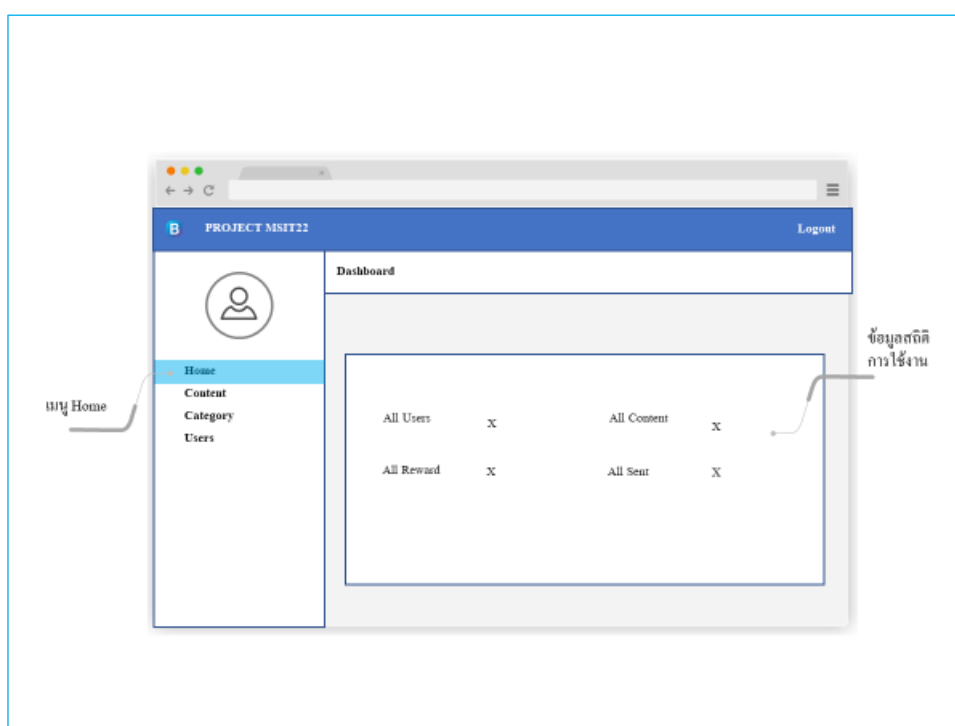 B PROJECT MSIT22 Logout
Dashboard
Home
Content
Category
Users
เมนู Home
All Users X All Content X
All Reward X All Sent X
ข้อมูลสถิติ
การใช้งาน